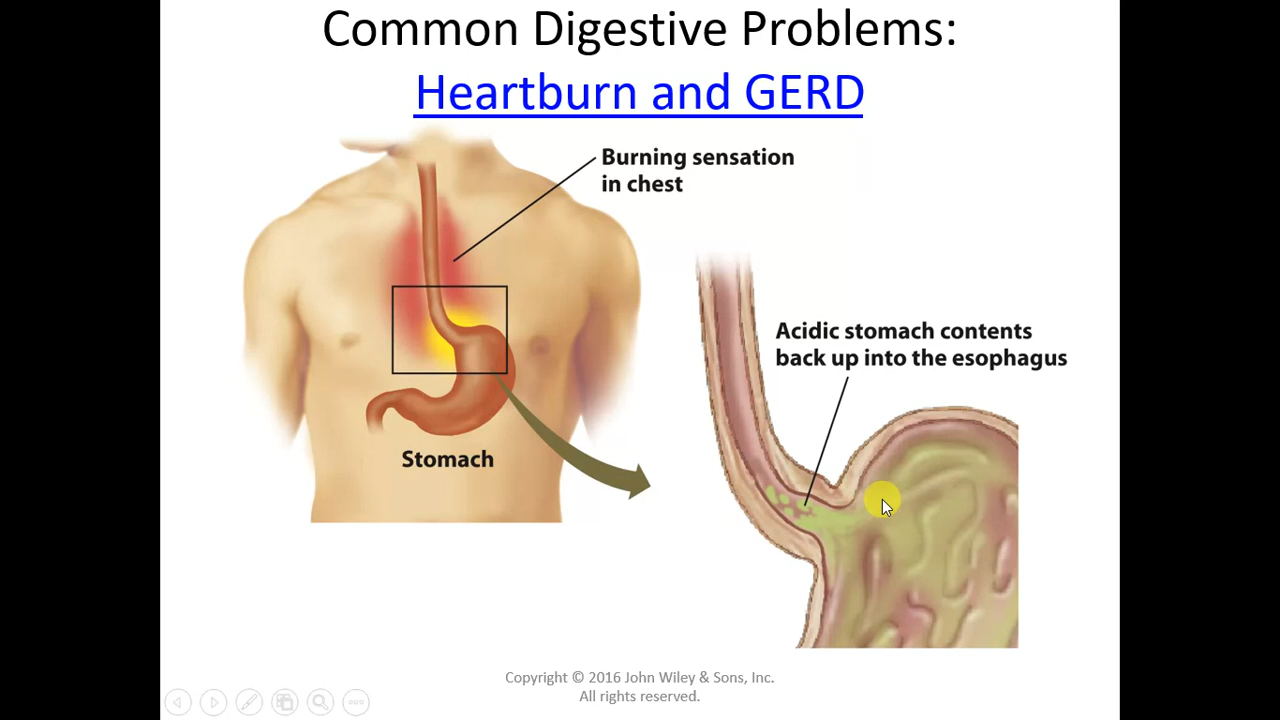 Common Digestive Problems:
Heartburn and GERD
Burning sensation
in chest
Acidic stomach contents
back up into the esophagus
Stomach
Copyright © 2016 John Wiley & Sons, Inc.
All rights reserved.